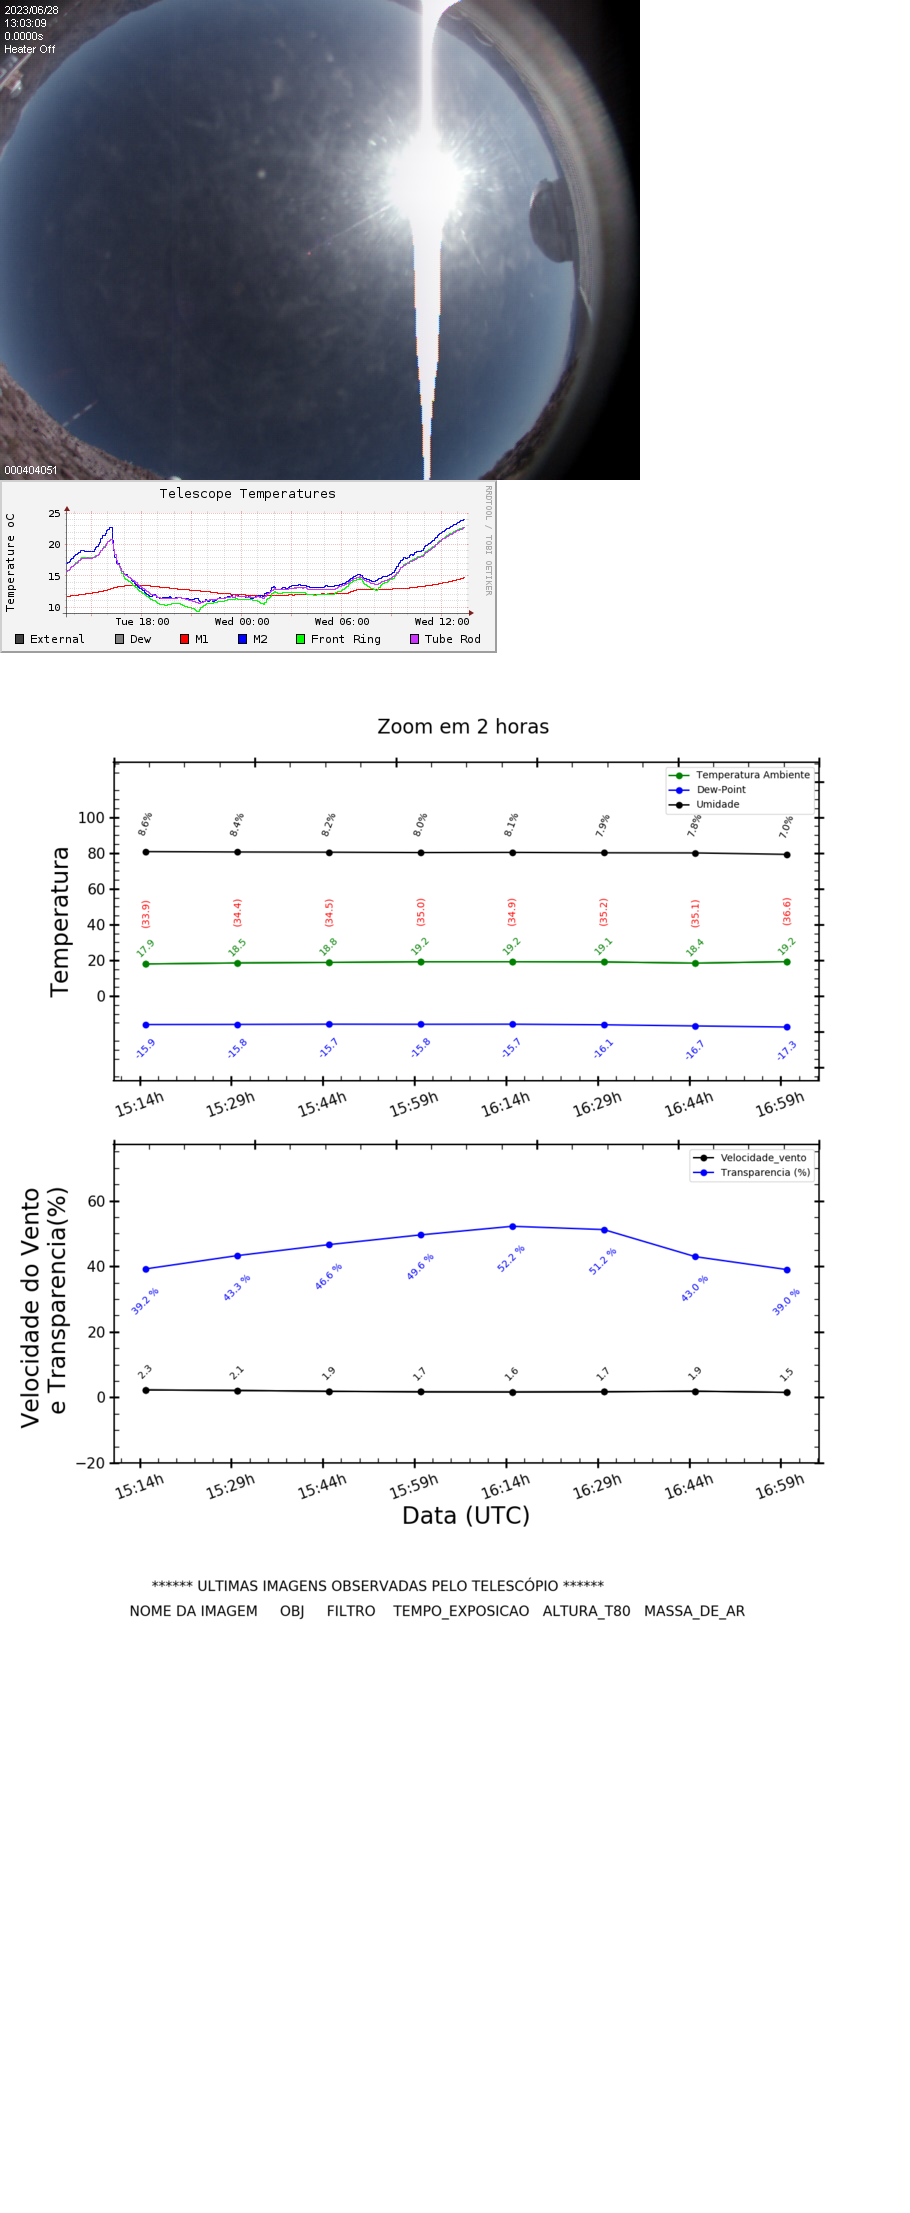 2023/06/28
13:03:09
0.0000s
Heater Off
000404051
Telescope Temperatures
RRDTOOL / TOBI OETIKER
Temperature oC
25
20
15
10
Tue 18:00 Wed 00:00 Wed 06:00 Wed 12:00
External Dew M1 M2 Front Ring Tube Rod
Zoom em 2 horas
Temperatura Ambiente
Dew-Point
Umidade
Temperatura
100
80
60
40
20
0
8.6% 8.4% 8.2% 8.0% 8.1% 7.9% 7.8% 7.0%
(33.9) (34.4) (34.5) (35.0) (34.9) (35.2) (35.1) (36.6)
17.9 18.5 18.8 19.2 19.2 19.1 18.4 19.2
-15.9 -15.8 -15.7 -15.8 -15.7 -16.1 -16.7 -17.3
15:14h 15:29h 15:44h 15:59h 16:14h 16:29h 16:44h 16:59h
Velocidade_vento
Transparencia (%)
Velocidade do Vento
e Transparencia(%)
60
40
20
0
−20
39.2 % 43.3 % 46.6 % 49.6 % 52.2 % 51.2 % 43.0 % 39.0 %
2.3 2.1 1.9 1.7 1.6 1.7 1.9 1.5
15:14h 15:29h 15:44h 15:59h 16:14h 16:29h 16:44h 16:59h
Data (UTC)
****** ULTIMAS IMAGENS OBSERVADAS PELO TELESCÓPIO ******
NOME DA IMAGEM OBJ FILTRO TEMPO_EXPOSICAO ALTURA_T80 MASSA_DE_AR